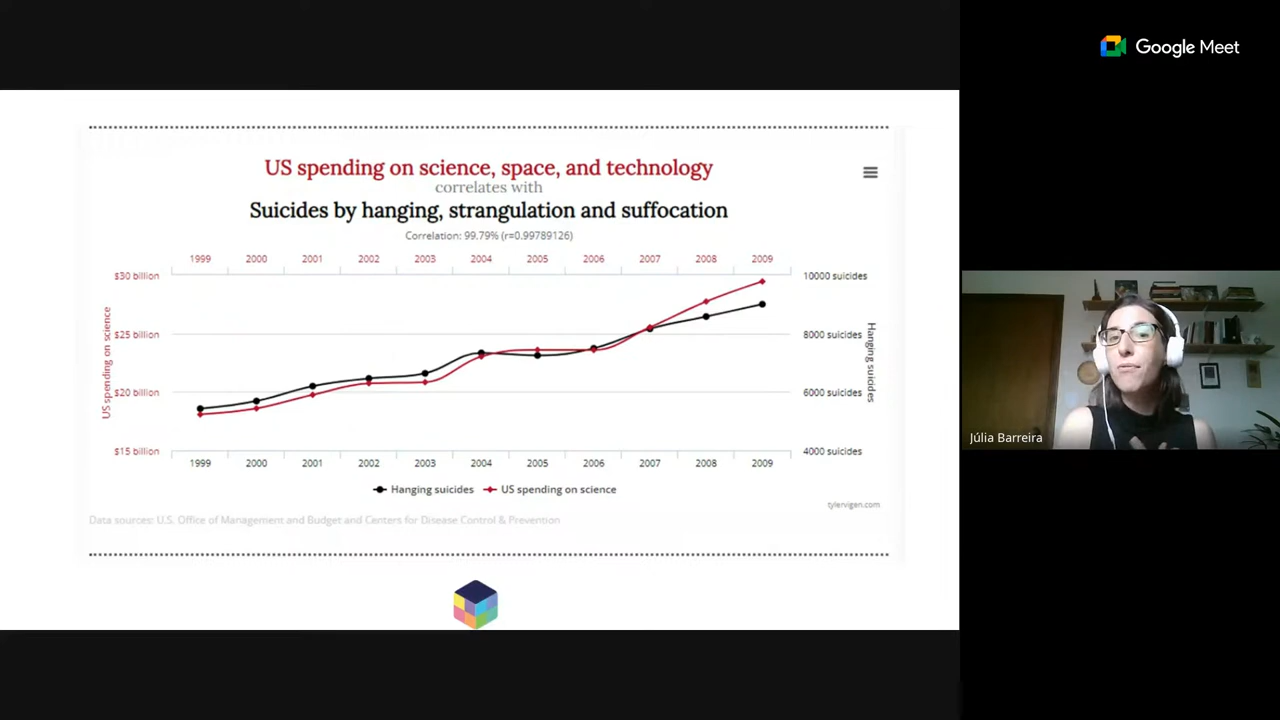 Google Meet
US spending on science, space, and technology
correlates with
Suicides by hanging, strangulation and suffocation
Correlation: 99.79% (r=0.99789126)
1999 2000 2001 2002 2003 2004 2005 2006 2007 2008 2009
$30 billion 10000 suicides
$25 billion 8000 suicides
$20 billion 6000 suicides
$15 billion 4000 suicides
US spending on science
Hanging suicides
1999 2000 2001 2002 2003 2004 2005 2006 2007 2008 2009
Hanging suicides US spending on science
tylervigen.com
Data sources: U.S. Office of Management and Budget and Centers for Disease Control & Prevention
Júlia Barreira